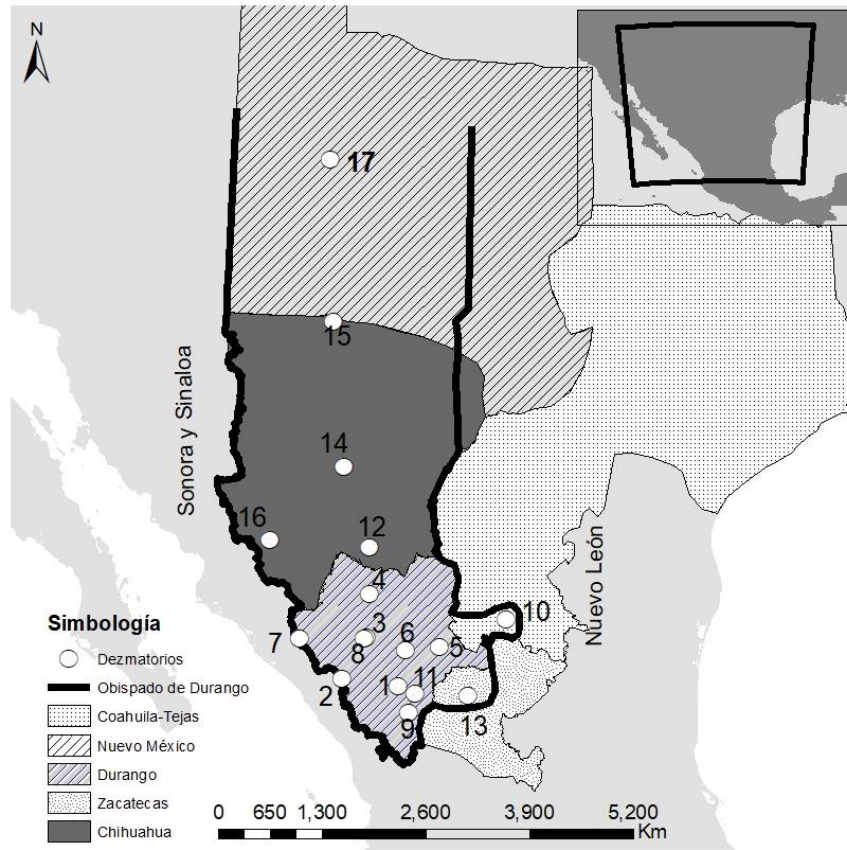 N
17
15
Sonora y Sinaloa
14
16
12
4
Nuevo León
10
3
7
6
8
5
2
1
11
9
13
Simbología
Dezmatorios
Obispado de Durango
Coahuila-Tejas
Nuevo México
Durango
Zacatecas
Chihuahua
0 650 1,300 2,600 3,900 5,200
Km